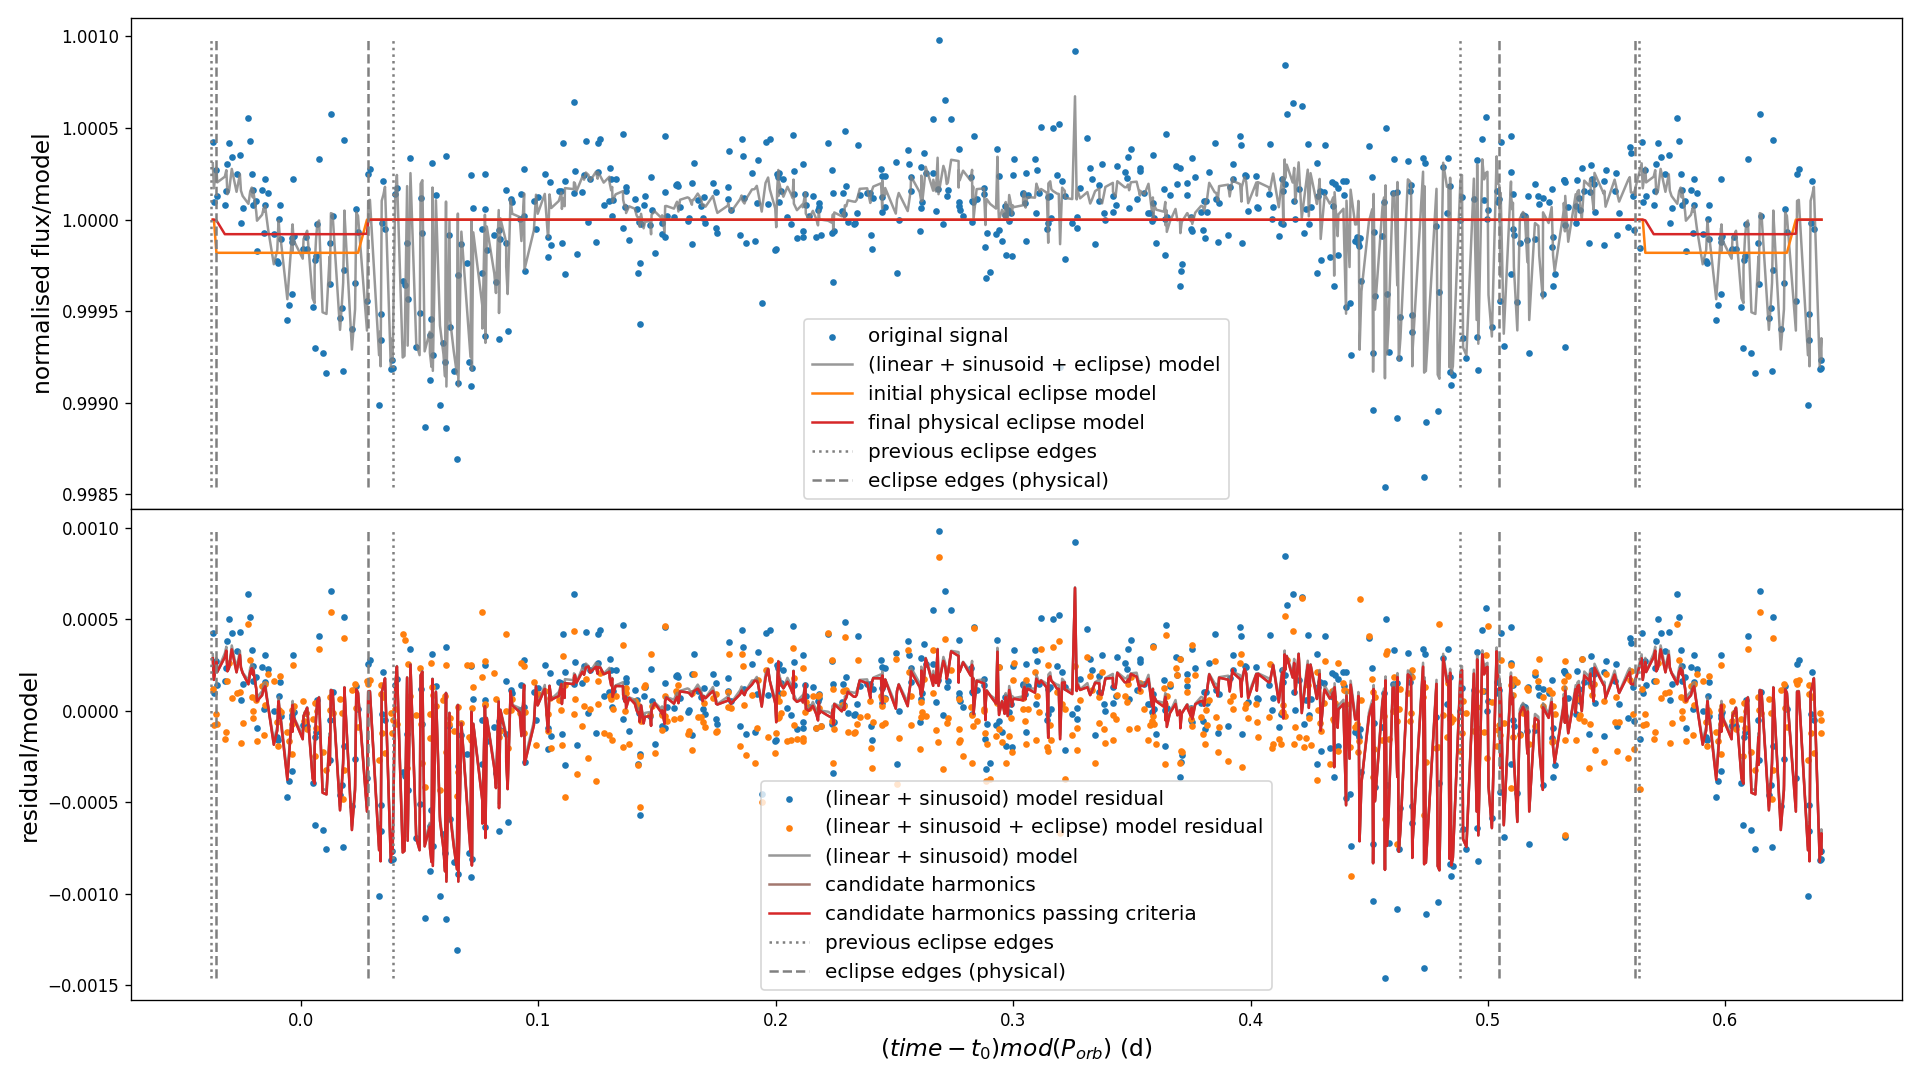 normalised flux/model
1.0010
1.0005
1.0000
0.9995
0.9990
0.9985
original signal
(linear + sinusoid + eclipse) model
initial physical eclipse model
final physical eclipse model
previous eclipse edges
eclipse edges (physical)
residual/model
0.0010
0.0005
0.0000
−0.0005
−0.0010
−0.0015
(linear + sinusoid) model residual
(linear + sinusoid + eclipse) model residual
(linear + sinusoid) model
candidate harmonics
candidate harmonics passing criteria
previous eclipse edges
eclipse edges (physical)
0.0 0.1 0.2 0.3 0.4 0.5 0.6
(time − t₀)mod(P_orb) (d)